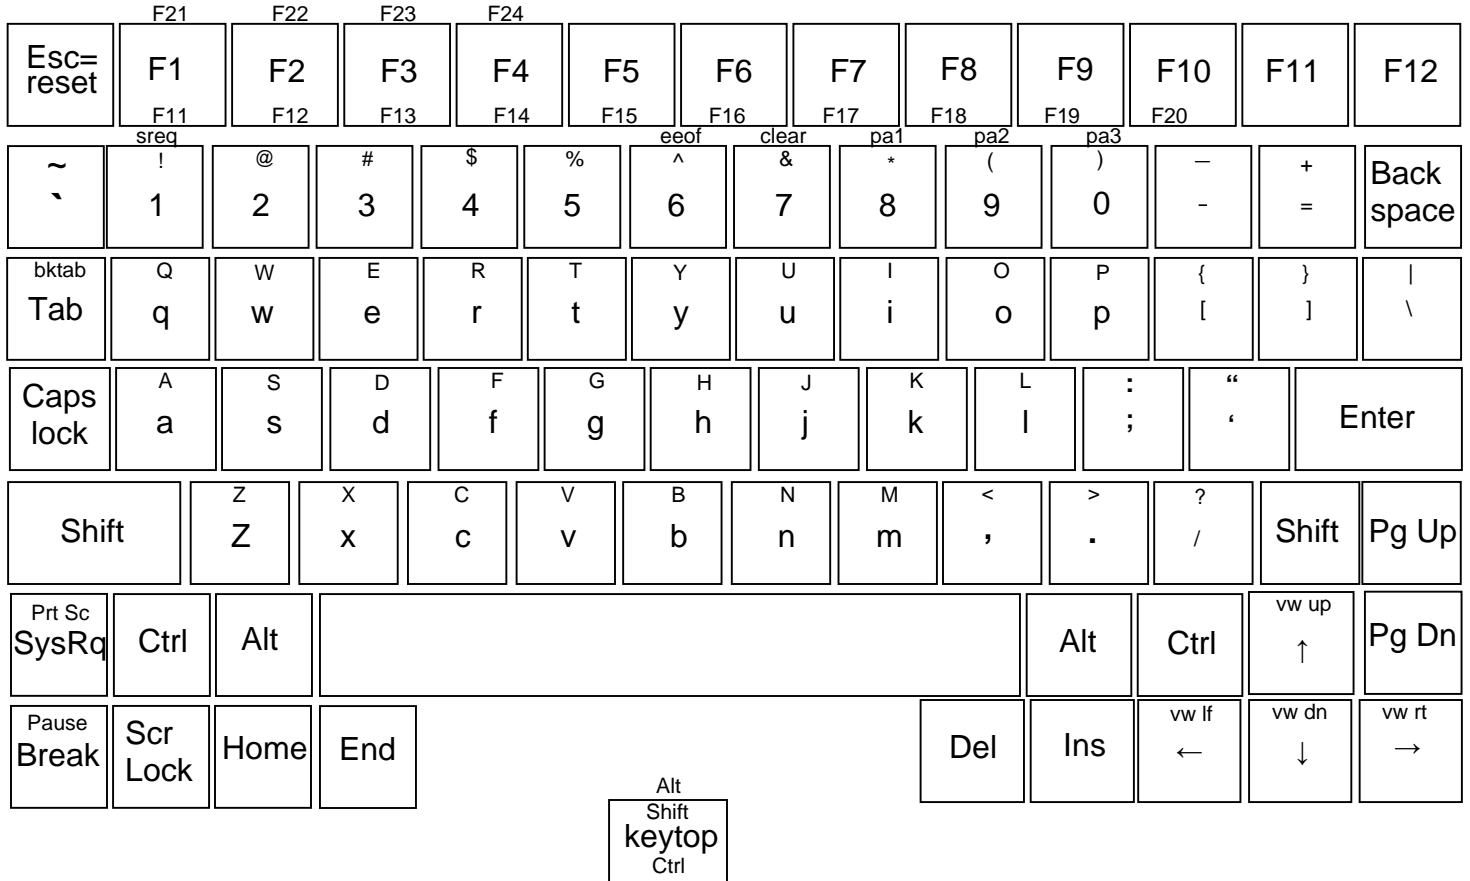 F21 F22 F23 F24
Esc=
reset
F1 F2 F3 F4 F5 F6 F7 F8 F9 F10 F11 F12
F11 F12 F13 F14 F15 F16 F17 F18 F19 F20
sreq eeof clear pa1 pa2 pa3
~ ! @ # $ % ^ & * ( ) — +
` 1 2 3 4 5 6 7 8 9 0 - =
Back
space
bktab Q W E R T Y U I O P { } |
Tab q w e r t y u i o p [ ] \
A S D F G H J K L : “
Caps
lock
a s d f g h j k l ; ‘ Enter
Z X C V B N M < > ?
Shift Z x c v b n m , . / Shift Pg Up
Prt Sc vw up
SysRq Ctrl Alt Alt Ctrl ↑ Pg Dn
Pause vw lf vw dn vw rt
Break
Scr
Lock
Home End Del Ins ← ↓ →
Alt
Shift
keytop
Ctrl